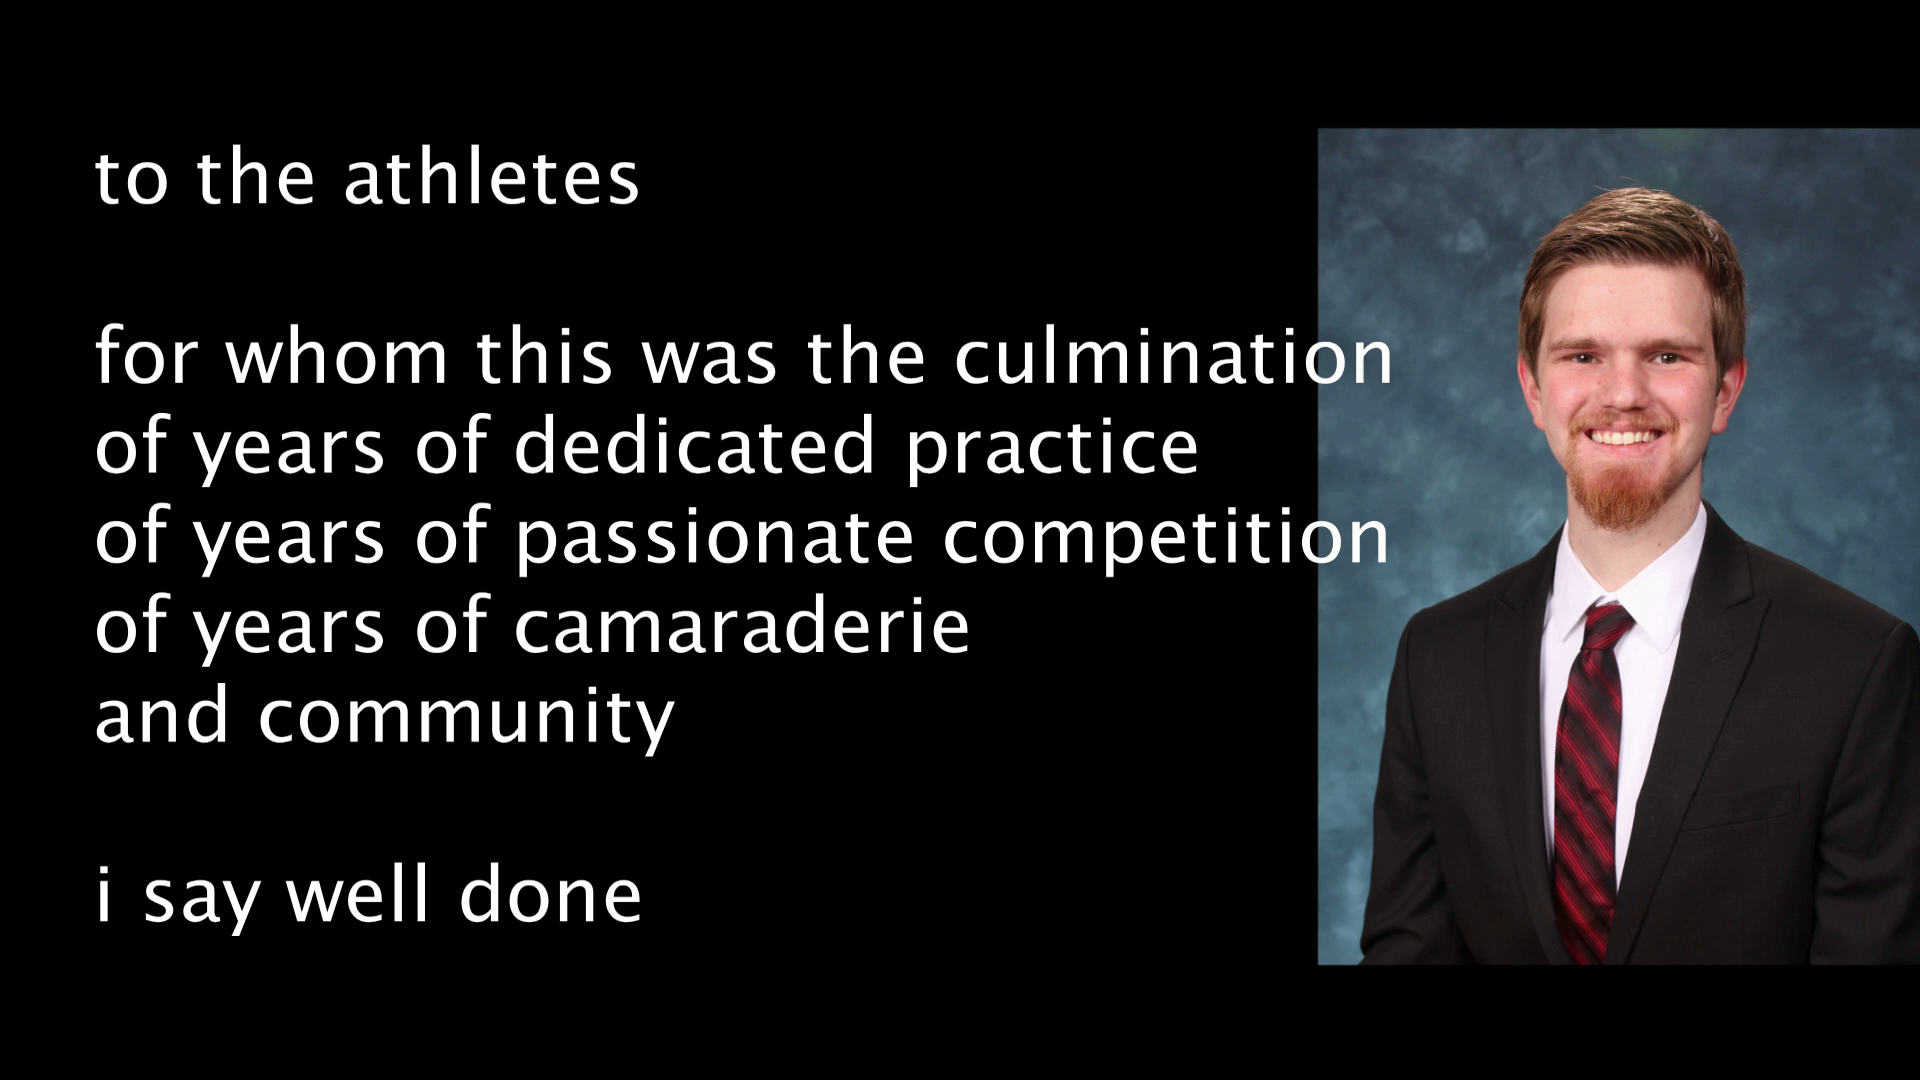 to the athletes
for whom this was the culmination
of years of dedicated practice
of years of passionate competition
of years of camaraderie
and community
i say well done